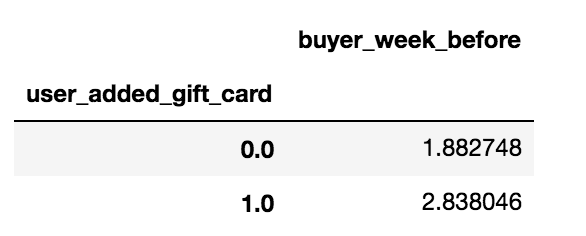 buyer_week_before
user_added_gift_card
0.0 1.882748
1.0 2.838046